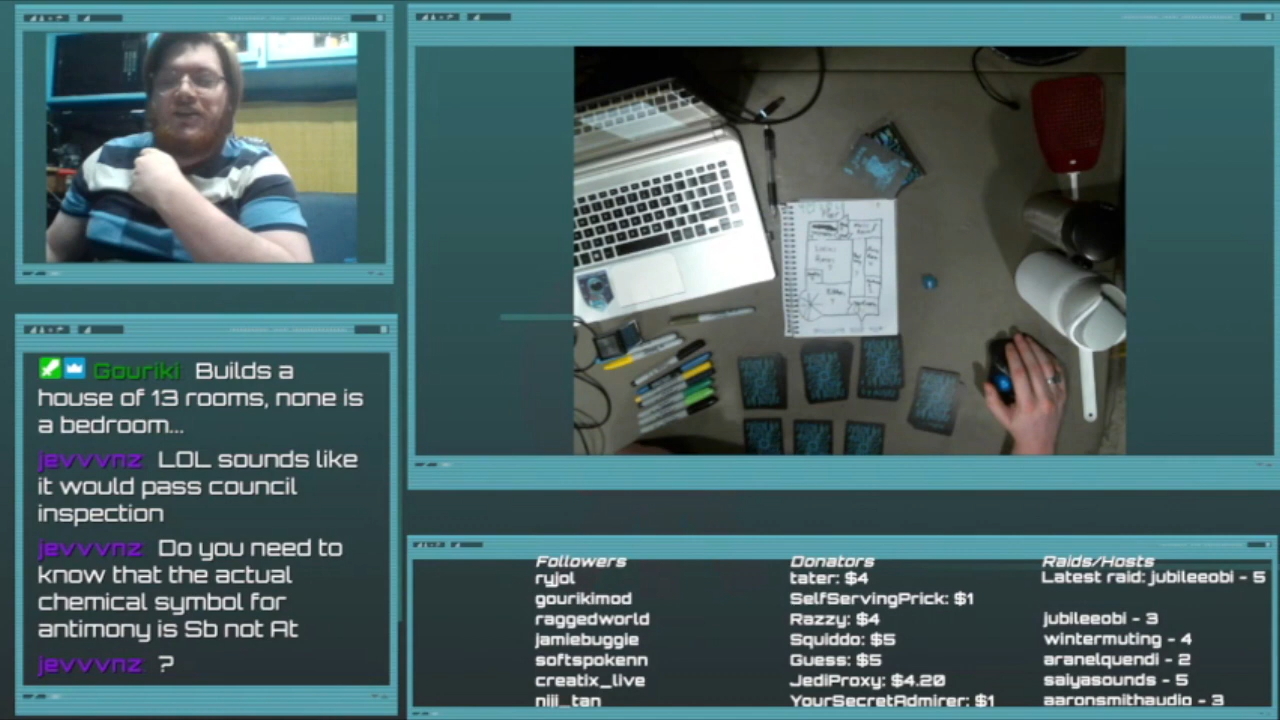 Gouriki Builds a
house of 13 rooms, none is
a bedroom...
jevvvnz LOL sounds like
it would pass council
inspection
jevvvnz Do you need to
know that the actual
chemical symbol for
antimony is Sb not At
jevvvnz ?
Followers
ryjol
gourikimod
raggedworld
jamiebuggie
softspokenn
creatix_live
niji_tan
Donators
tater: $4
SelfServingPrick: $1
Razzy: $4
Squiddo: $5
Guess: $5
JediProxy: $4.20
YourSecretAdmirer: $1
Raids/Hosts
Latest raid: jubileeobi - 5
jubileeobi - 3
wintermuting - 4
aranelquendi - 2
saiyasounds - 5
aaronsmithaudio - 3